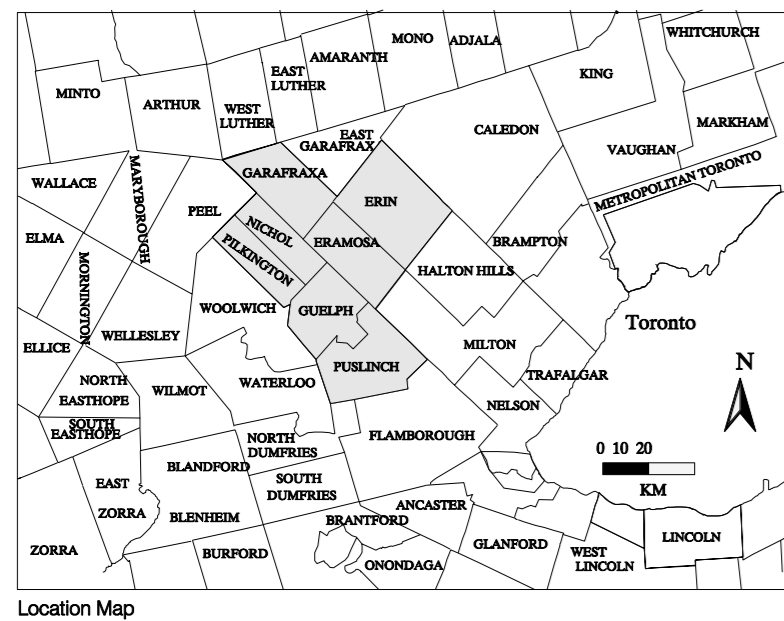 MONO
ADJALA
WHITCHURCH
AMARANTH
EAST
LUTHER
KING
MINTO
ARTHUR
WEST
LUTHER
MARKHAM
CALEDON
EAST
GARAFRAX
VAUGHAN
METROPOLITAN TORONTO
GARAFRAXA
WALLACE
MARYBOROUGH
PEEL
ERIN
NICHOL
ERAMOSA
BRAMPTON
ELMA
PILKINGTON
HALTON HILLS
MORNINGTON
WOOLWICH
GUELPH
Toronto
WELLESLEY
ELLICE
MILTON
PUSLINCH
N
TRAFALGAR
NORTH
EASTHOPE
WILMOT
WATERLOO
NELSON
SOUTH
EASTHOPE
NORTH
DUMFRIES
FLAMBOROUGH
0 10 20
KM
BLANDFORD
EAST
ZORRA
SOUTH
DUMFRIES
ANCASTER
BLENHEIM
BRANTFORD
LINCOLN
GLANFORD
ZORRA
BURFORD
ONONDAGA
WEST
LINCOLN
Location Map